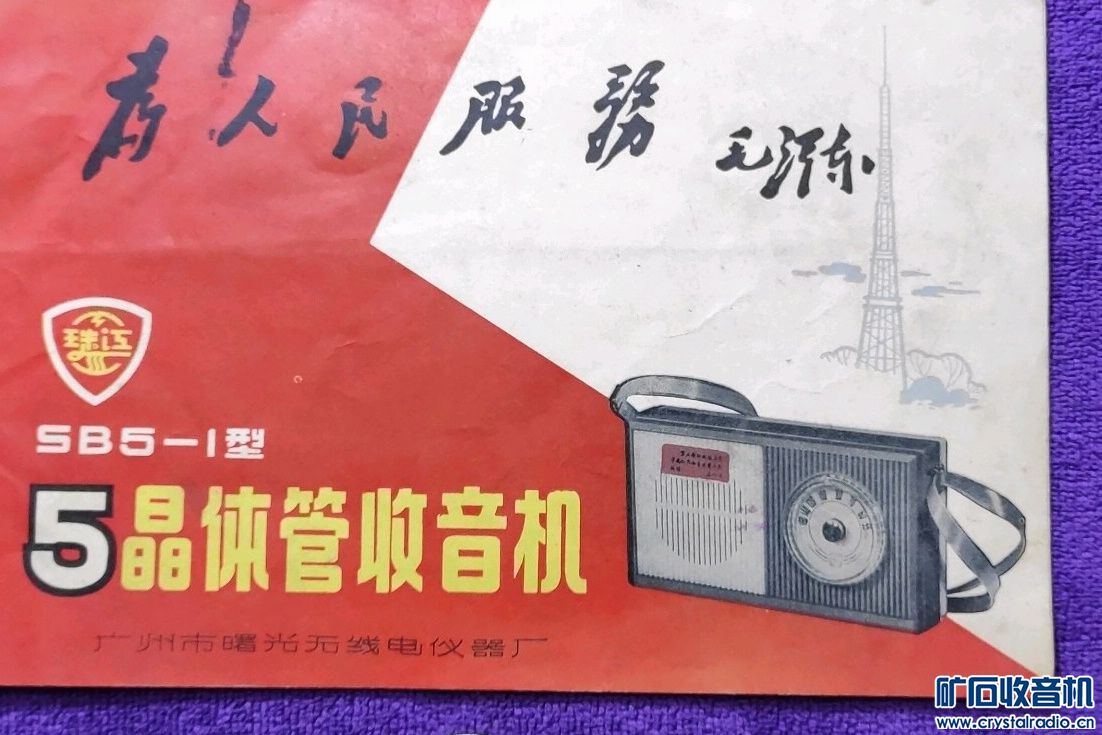 为人民服务 毛泽东
珠江
SB5-1型
5晶体管收音机
广州市曙光无线电仪器厂
矿石收音机
www.crystalradio.cn